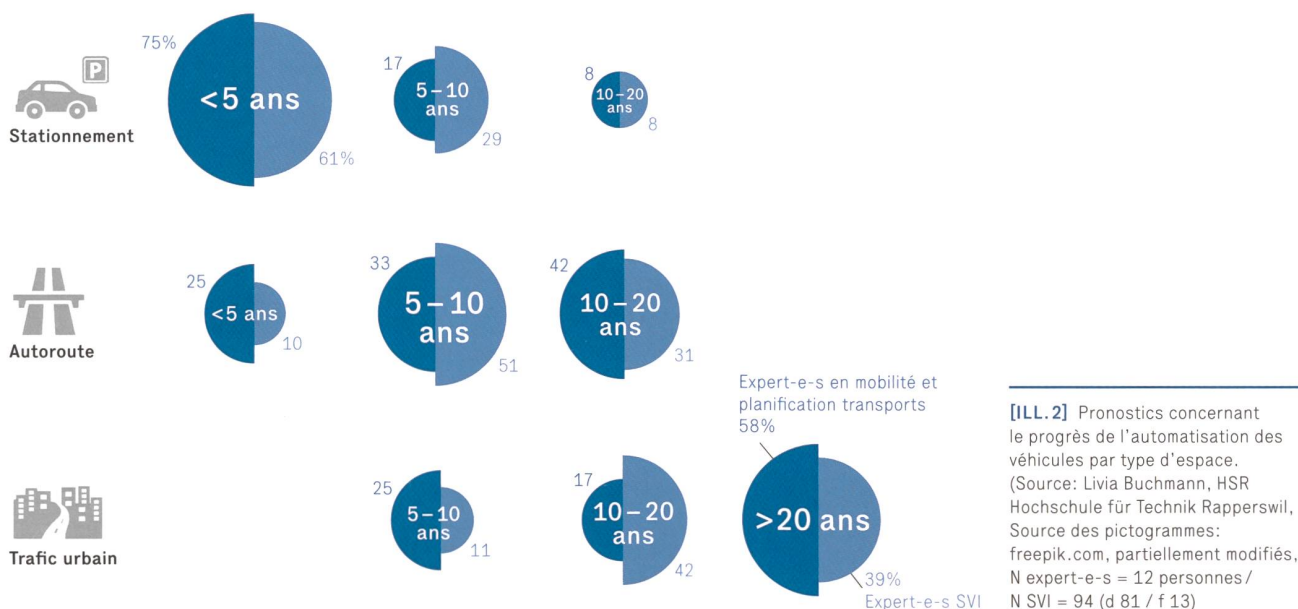 75%
<5 ans
61%
17
5–10
ans
29
8
10–20
ans
8
P
Stationnement
25
<5 ans
10
33
5–10
ans
51
42
10–20
ans
31
Autoroute
25
5–10
ans
11
17
10–20
ans
42
Expert-e-s en mobilité et
planification transports
58%
>20 ans
39%
Expert-e-s SVI
Trafic urbain
[ILL.2] Pronostics concernant
le progrès de l'automatisation des
véhicules par type d'espace.
(Source: Livia Buchmann, HSR
Hochschule für Technik Rapperswil,
Source des pictogrammes:
freepik.com, partiellement modifiés,
N expert-e-s = 12 personnes/
N SVI = 94 (d 81 / f 13)